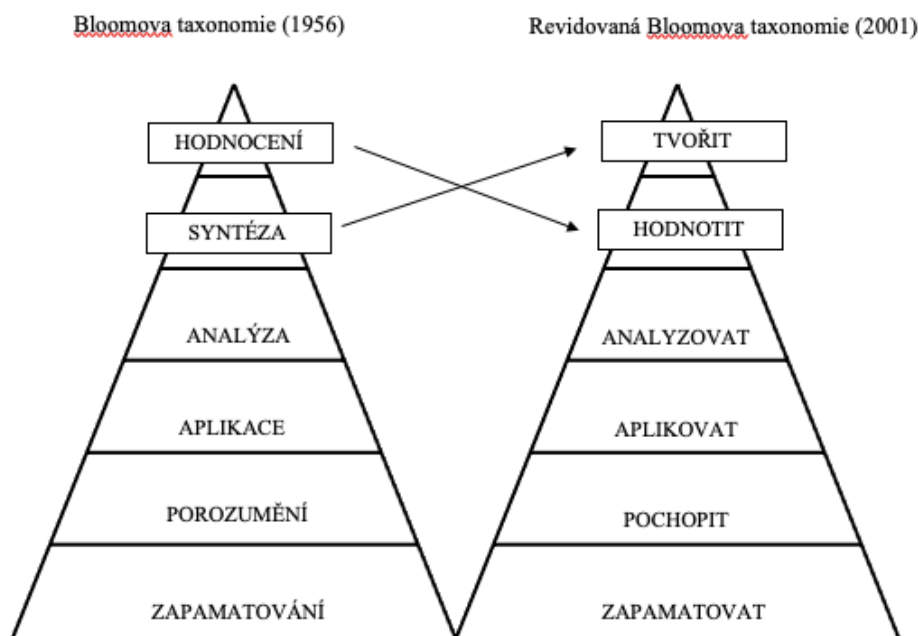 Bloomova taxonomie (1956)
Revidovaná Bloomova taxonomie (2001)
HODNOCENÍ
TVOŘIT
SYNTÉZA
HODNOTIT
ANALÝZA
ANALYZOVAT
APLIKACE
APLIKOVAT
POROZUMĚNÍ
POCHOPIT
ZAPAMATOVÁNÍ
ZAPAMATOVAT